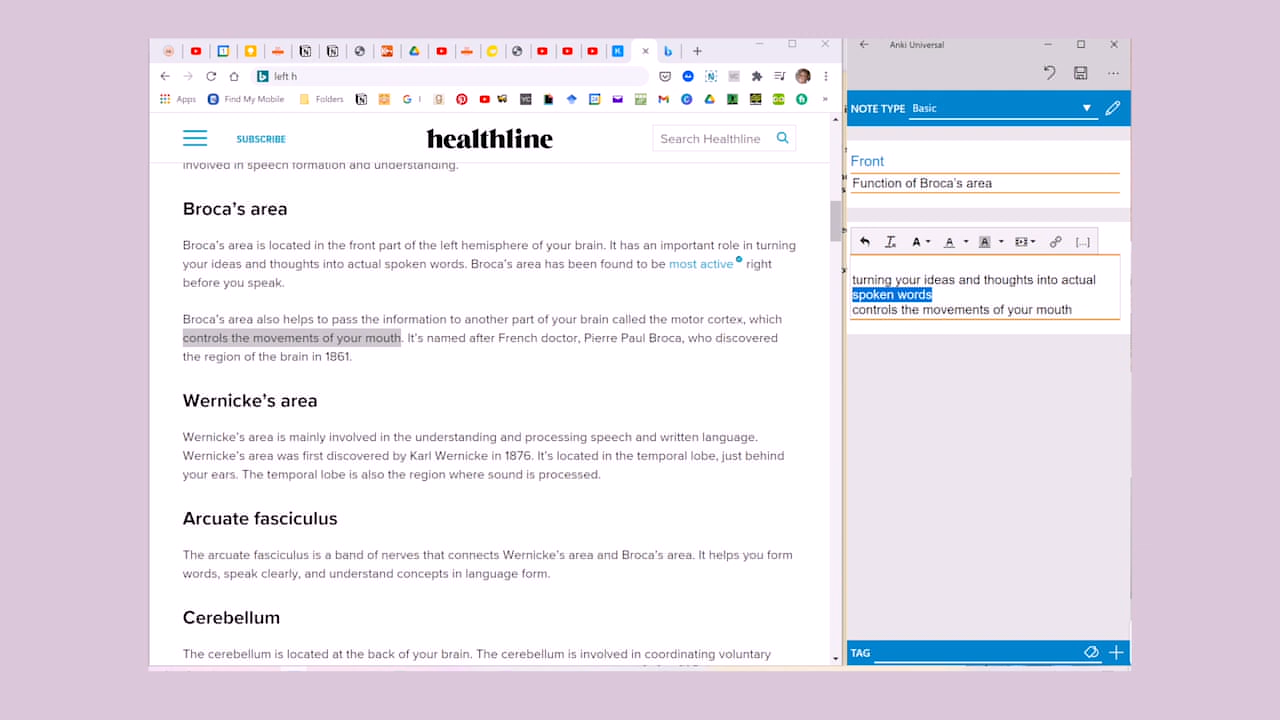 left h
Apps
Find My Mobile
Folders
SUBSCRIBE
healthline
Search Healthline
involved in speech formation and understanding.
Broca's area
Broca's area is located in the front part of the left hemisphere of your brain. It has an important role in turning
your ideas and thoughts into actual spoken words. Broca's area has been found to be most active right
before you speak.
Broca's area also helps to pass the information to another part of your brain called the motor cortex, which
controls the movements of your mouth. It's named after French doctor, Pierre Paul Broca, who discovered
the region of the brain in 1861.
Wernicke's area
Wernicke's area is mainly involved in the understanding and processing speech and written language.
Wernicke's area was first discovered by Karl Wernicke in 1876. It's located in the temporal lobe, just behind
your ears. The temporal lobe is also the region where sound is processed.
Arcuate fasciculus
The arcuate fasciculus is a band of nerves that connects Wernicke's area and Broca's area. It helps you form
words, speak clearly, and understand concepts in language form.
Cerebellum
The cerebellum is located at the back of your brain. The cerebellum is involved in coordinating voluntary
Anki Universal
NOTE TYPE Basic
Front
Function of Broca's area
[...]
turning your ideas and thoughts into actual
spoken words
controls the movements of your mouth
TAG